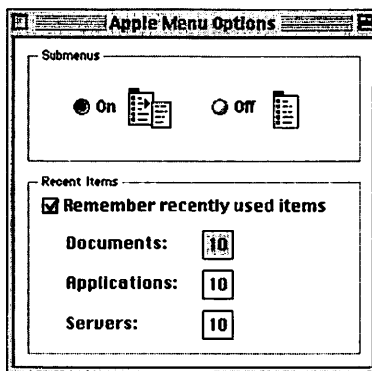 Apple Menu Options
Submenus
On Off
Recent Items
Remember recently used items
Documents: 10
Applications: 10
Servers: 10